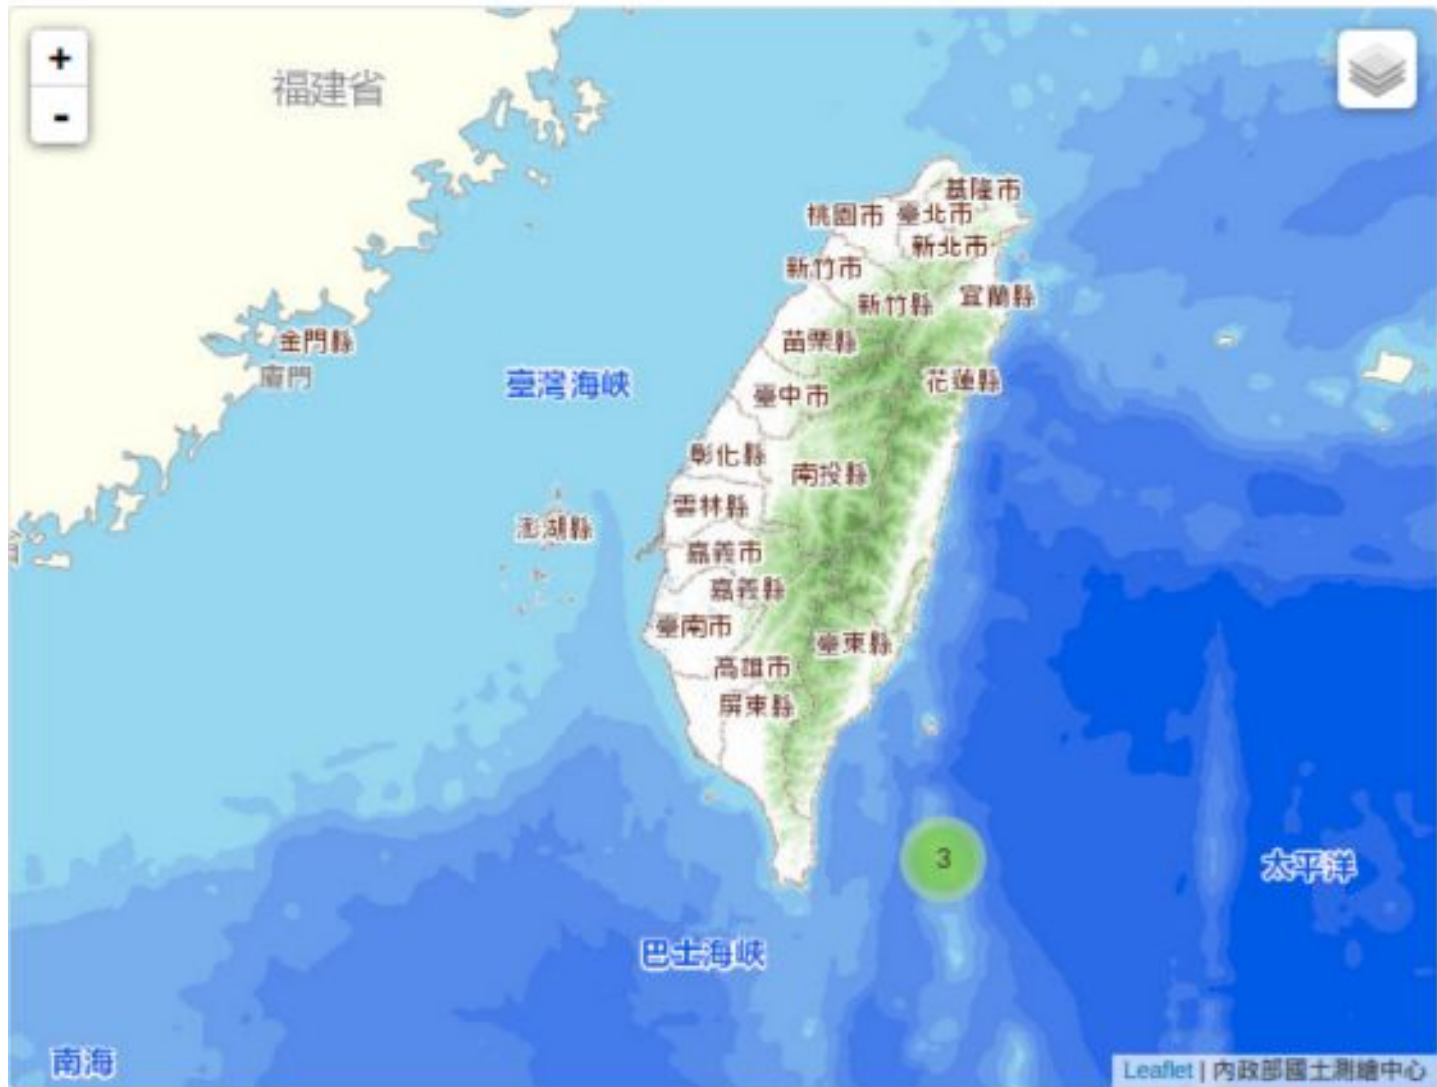 +
-
福建省
基隆市
桃園市
臺北市
新北市
新竹市
新竹縣
宜蘭縣
苗栗縣
金門縣
廈門
臺灣海峽
花蓮縣
臺中市
彰化縣
南投縣
雲林縣
澎湖縣
嘉義市
嘉義縣
臺南市
臺東縣
高雄市
屏東縣
3
太平洋
巴士海峽
南海
Leaflet | 內政部國土測繪中心